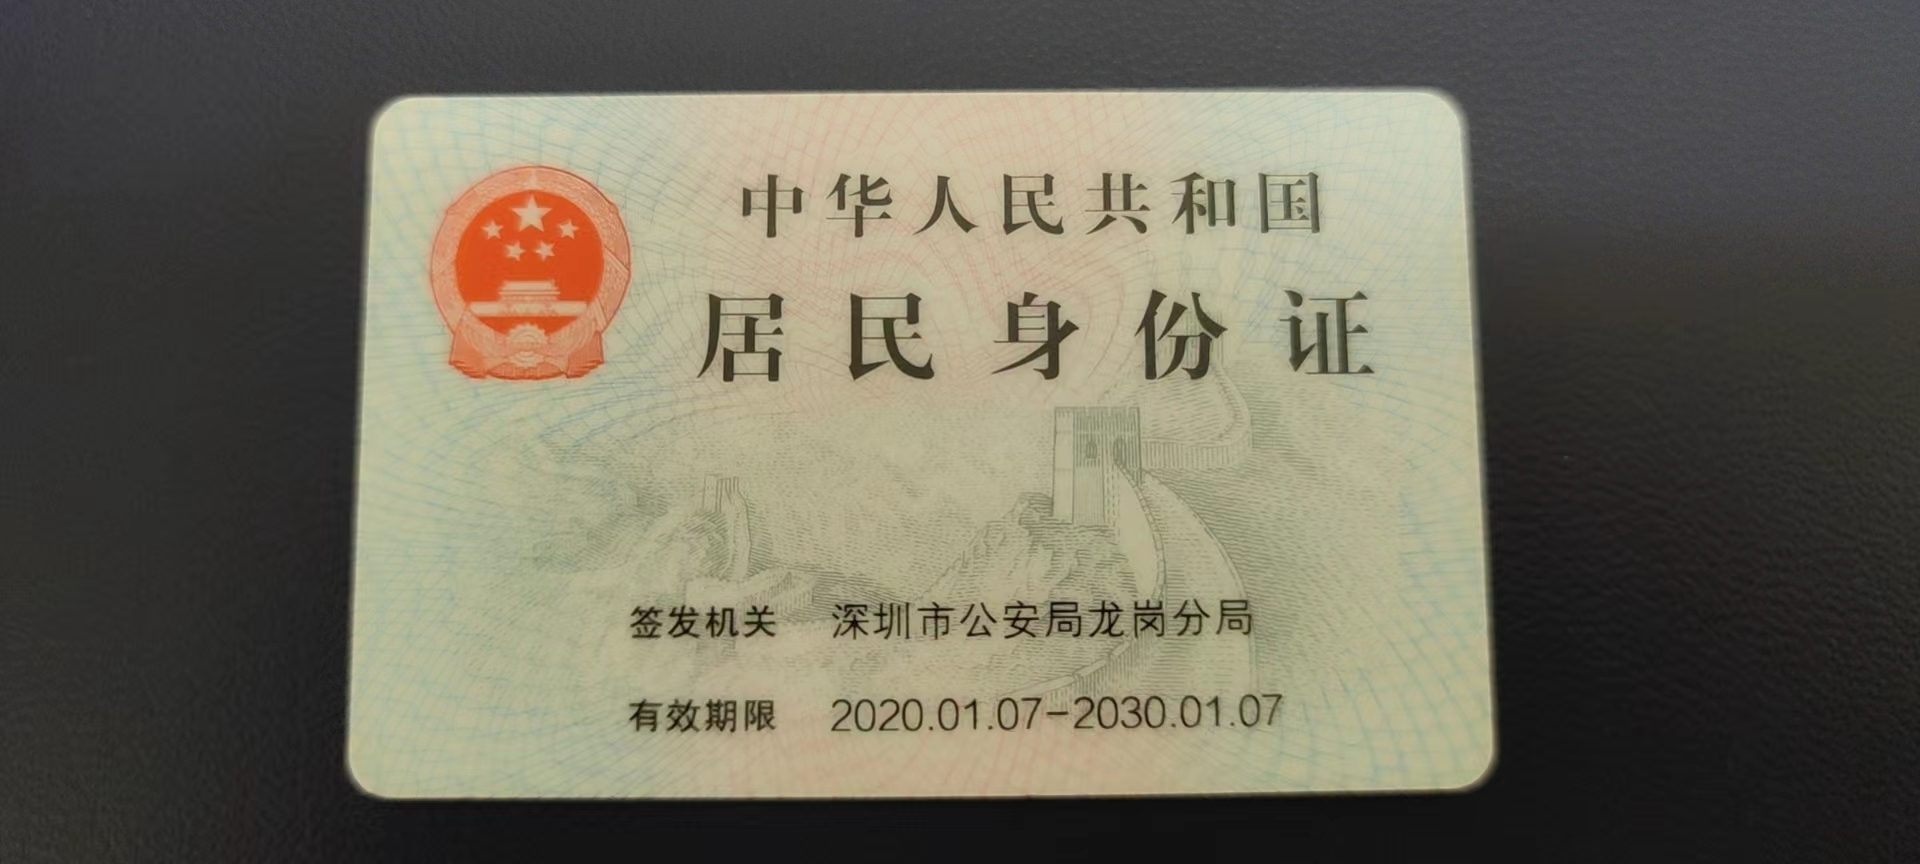 中华人民共和国
居民身份证
签发机关 深圳市公安局龙岗分局
有效期限 2020.01.07-2030.01.07